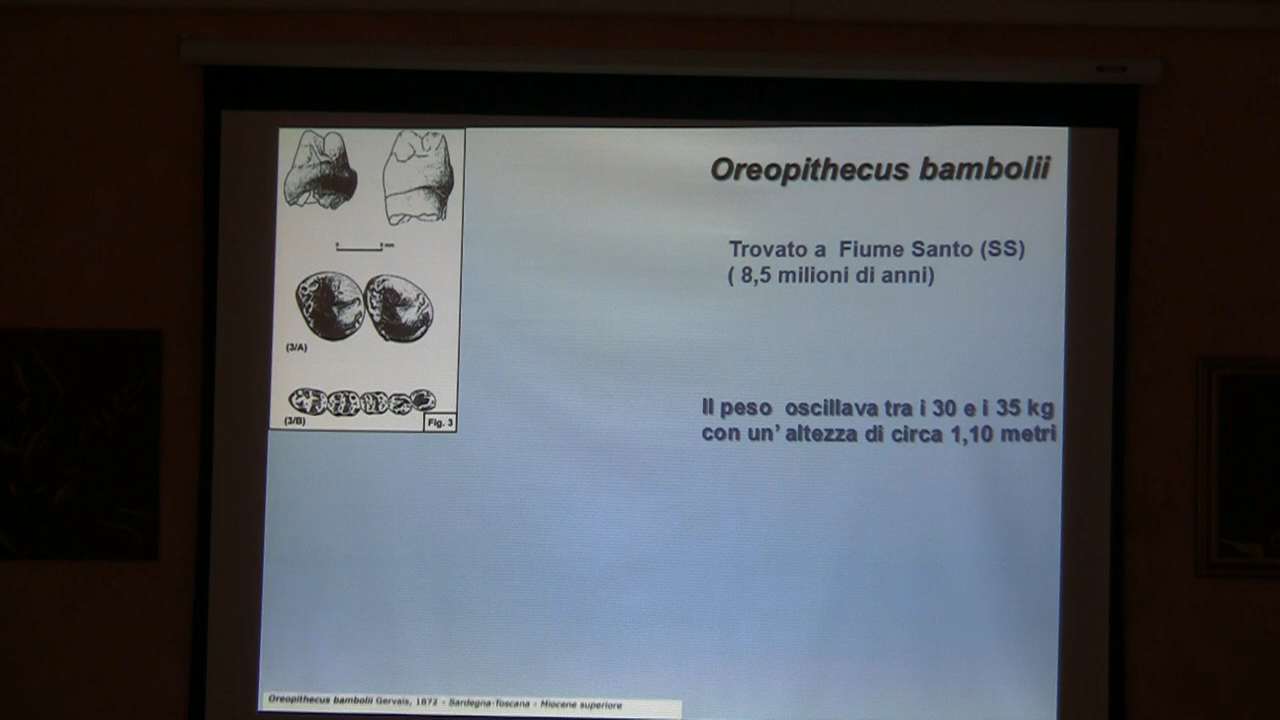 Oreopithecus bambolii
Trovato a Fiume Santo (SS)
( 8,5 milioni di anni)
(3/A)
(3/B)
Fig. 3
Il peso oscillava tra i 30 e i 35 kg
con un' altezza di circa 1,10 metri
Oreopithecus bambolii Gervais, 1872 - Sardegna-Toscana - Miocene superiore